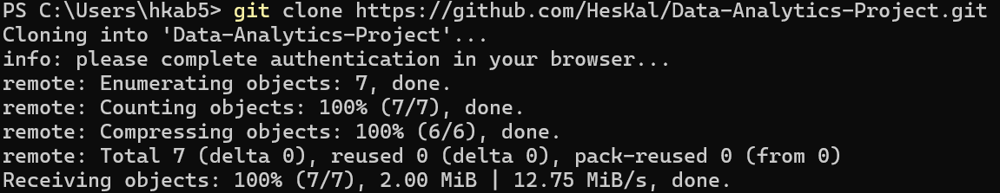 PS C:\Users\hkab5> git clone https://github.com/HesKal/Data-Analytics-Project.git
Cloning into 'Data-Analytics-Project'...
info: please complete authentication in your browser...
remote: Enumerating objects: 7, done.
remote: Counting objects: 100% (7/7), done.
remote: Compressing objects: 100% (6/6), done.
remote: Total 7 (delta 0), reused 0 (delta 0), pack-reused 0 (from 0)
Receiving objects: 100% (7/7), 2.00 MiB | 12.75 MiB/s, done.